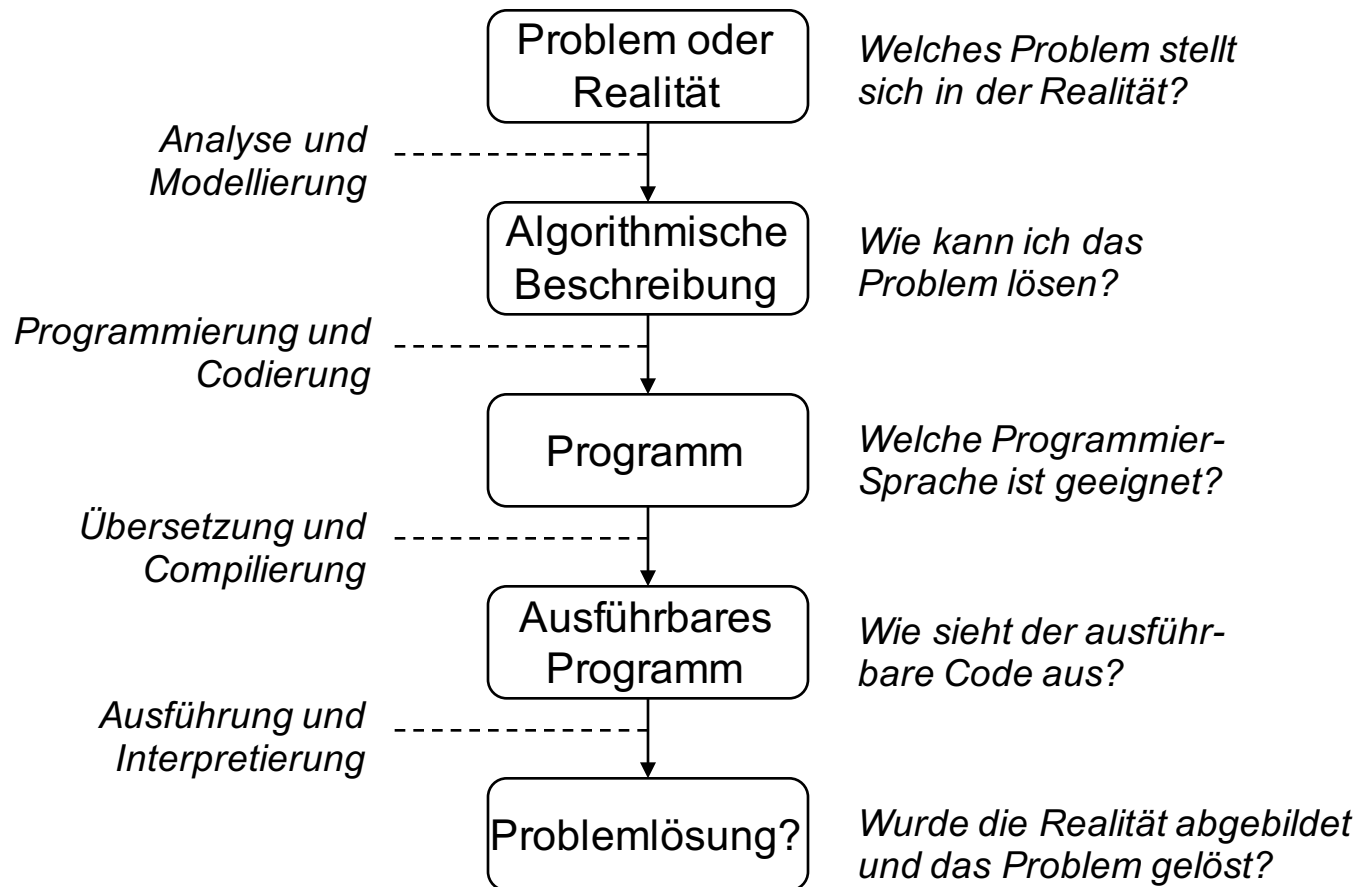 Problem oder
Realität
Welches Problem stellt
sich in der Realität?
Analyse und
Modellierung
Algorithmische
Beschreibung
Wie kann ich das
Problem lösen?
Programmierung und
Codierung
Programm
Welche Programmier-
Sprache ist geeignet?
Übersetzung und
Compilierung
Ausführbares
Programm
Wie sieht der ausführ-
bare Code aus?
Ausführung und
Interpretierung
Problemlösung?
Wurde die Realität abgebildet
und das Problem gelöst?